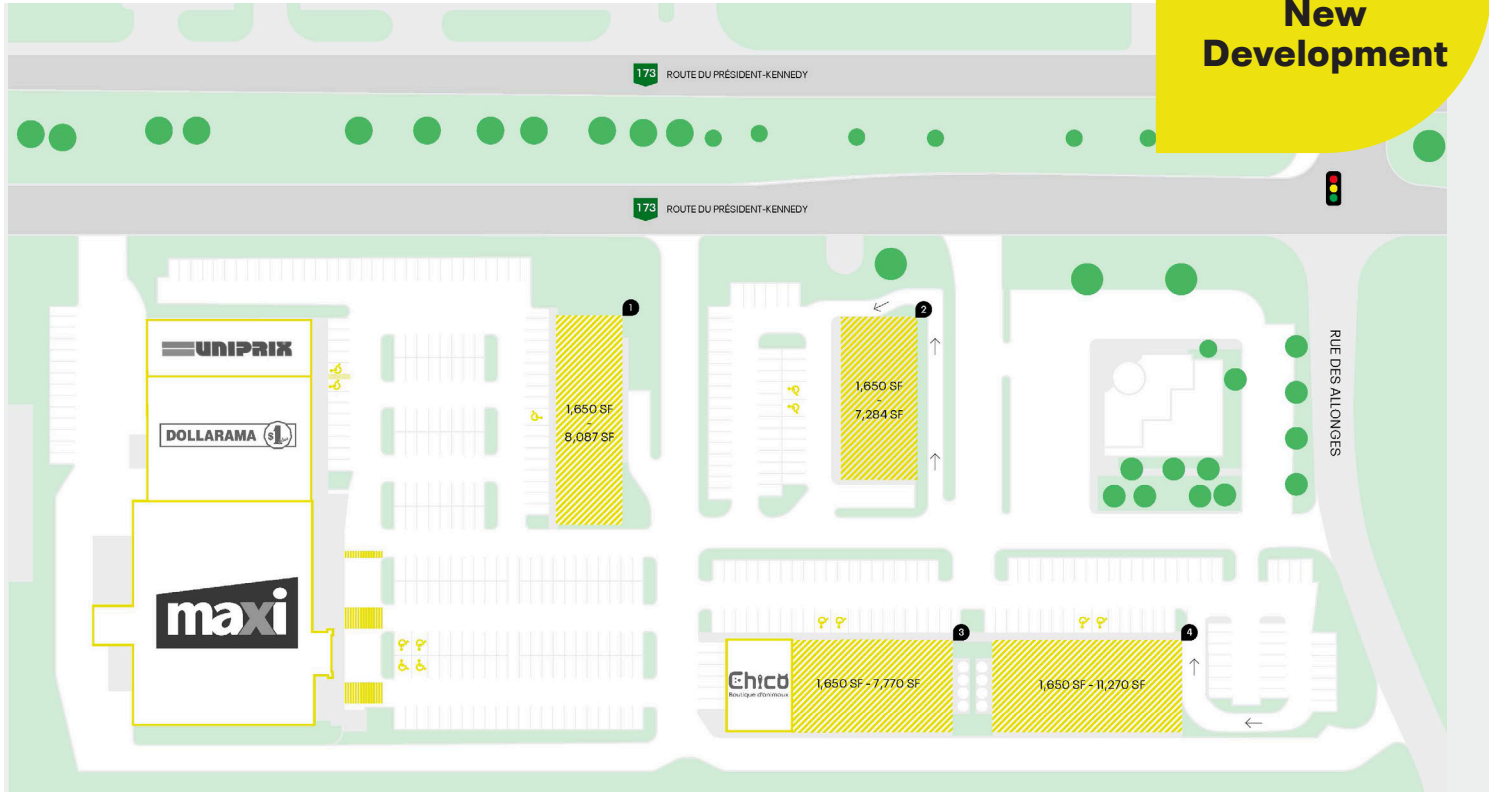 New
Development
173 ROUTE DU PRÉSIDENT-KENNEDY
173 ROUTE DU PRÉSIDENT-KENNEDY
1
2
UNIPRIX
RUE DES ALLONGES
1,650 SF
-
7,284 SF
1,650 SF
-
8,087 SF
DOLLARAMA $1
maxi
3
4
Chico
Boutique d'animaux
1,650 SF - 7,770 SF
1,650 SF - 11,270 SF